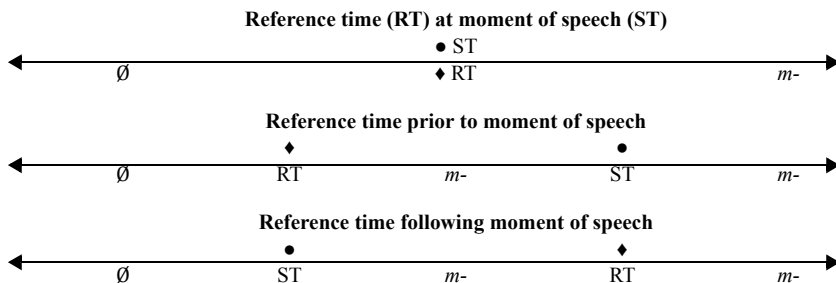 Reference time (RT) at moment of speech (ST)
● ST
Ø ♦ RT m-
Reference time prior to moment of speech
♦ ●
Ø RT m- ST m-
Reference time following moment of speech
● ♦
Ø ST m- RT m-